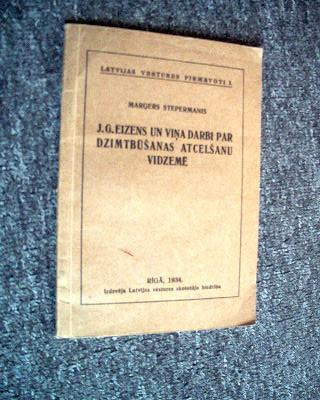 LATVIJAS VĒSTURES PIRMAVOTI I.
MARĢERS STEPERMANIS
J. G. EIZENS UN VIŅA DARBI PAR
DZIMTBŪŠANAS ATCELŠANU
VIDZEMĒ
RĪGĀ, 1934.
Izdevēja Latvijas vēstures skolotāju biedrība